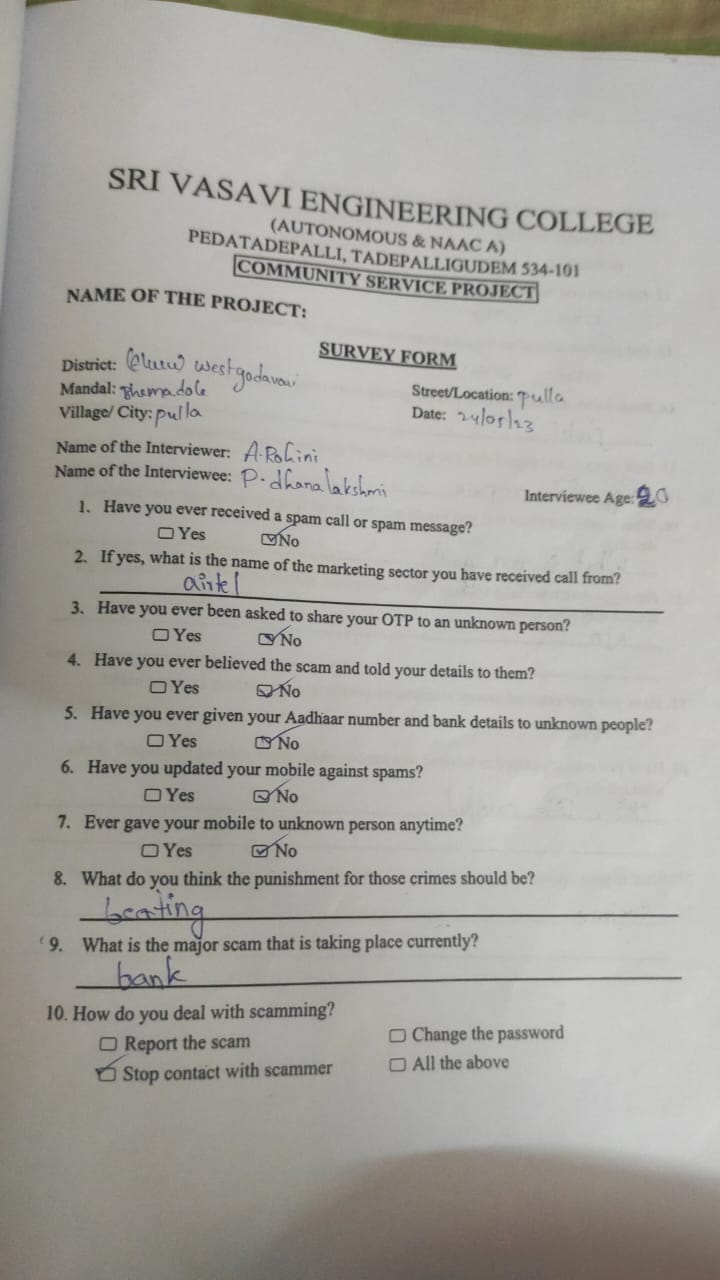 SRI VASAVI ENGINEERING COLLEGE
(AUTONOMOUS & NAAC A)
PEDATADEPALLI, TADEPALLIGUDEM 534-101
COMMUNITY SERVICE PROJECT
NAME OF THE PROJECT:
SURVEY FORM
District: (eluru) westgodavari
Mandal: Bhemadole
Street/Location: pulla
Village/ City: pulla
Date: 24/05/23
Name of the Interviewer: A.Rohini
Name of the Interviewee: P.dhanalakshmi
Interviewee Age: 20
1. Have you ever received a spam call or spam message?
☐ Yes ☑ No
2. If yes, what is the name of the marketing sector you have received call from?
airtel
3. Have you ever been asked to share your OTP to an unknown person?
☐ Yes ☑ No
4. Have you ever believed the scam and told your details to them?
☐ Yes ☑ No
5. Have you ever given your Aadhaar number and bank details to unknown people?
☐ Yes ☑ No
6. Have you updated your mobile against spams?
☐ Yes ☑ No
7. Ever gave your mobile to unknown person anytime?
☐ Yes ☑ No
8. What do you think the punishment for those crimes should be?
beating
9. What is the major scam that is taking place currently?
bank
10. How do you deal with scamming?
☐ Report the scam ☐ Change the password
☑ Stop contact with scammer ☐ All the above